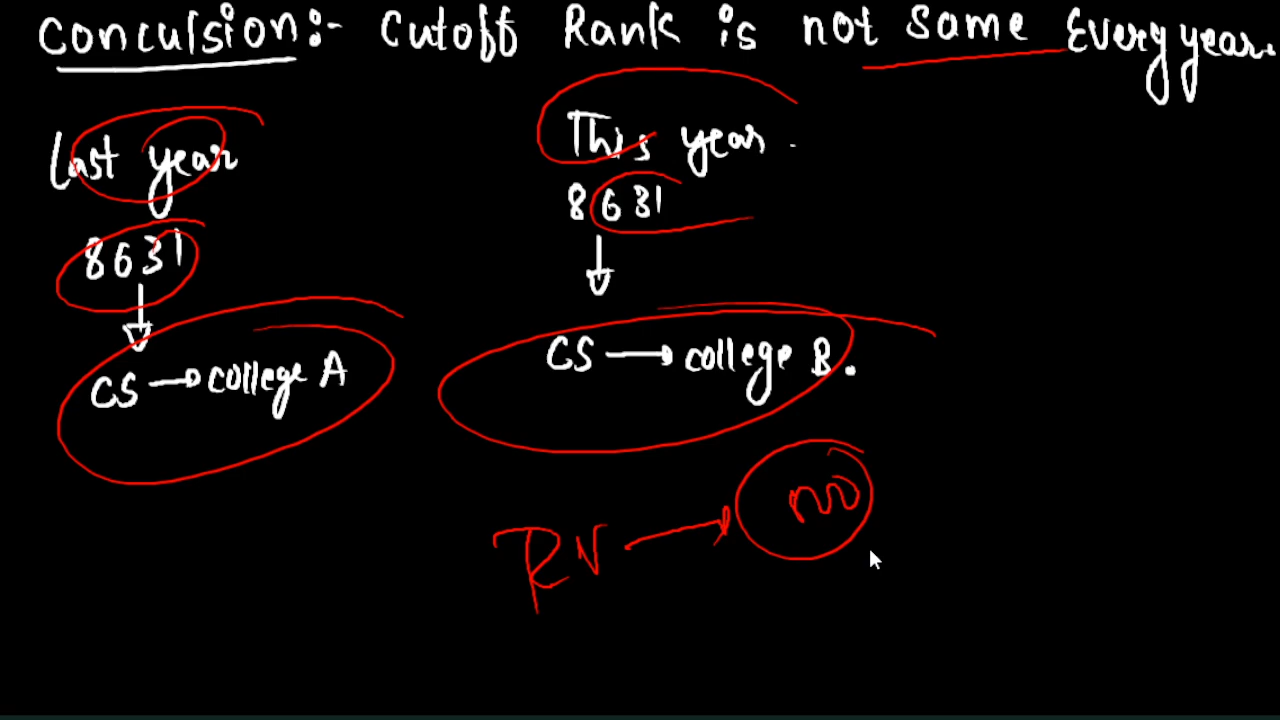 Conculsion:- Cutoff Rank is not same Every year.
Last year
This year.
8631
8631
CS → college A
CS → college B.
RV → no